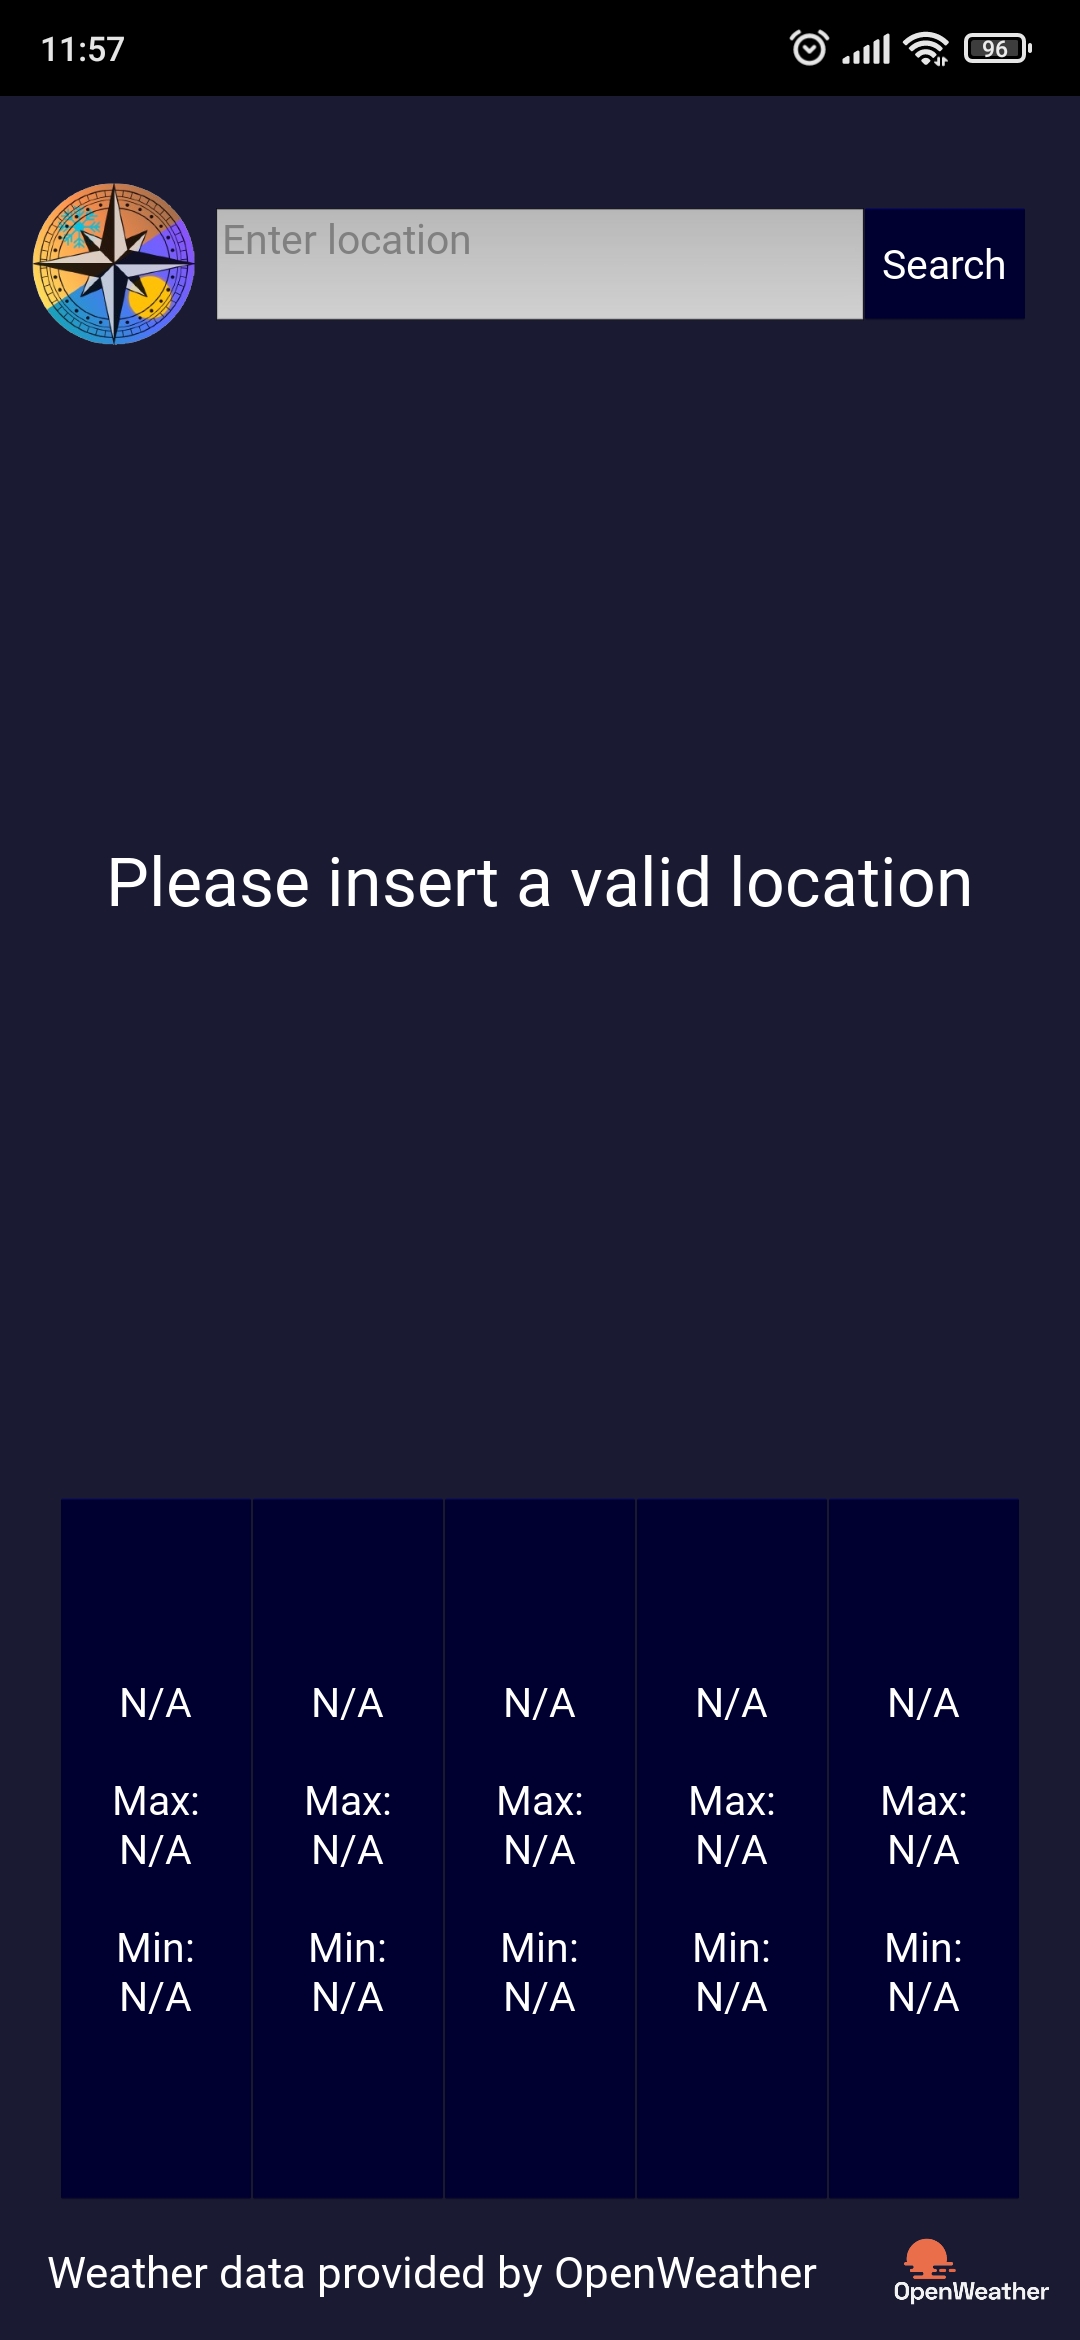 11:57 96
Enter location Search
Please insert a valid location
N/A N/A N/A N/A N/A
Max: Max: Max: Max: Max:
N/A N/A N/A N/A N/A
Min: Min: Min: Min: Min:
N/A N/A N/A N/A N/A
Weather data provided by OpenWeather OpenWeather